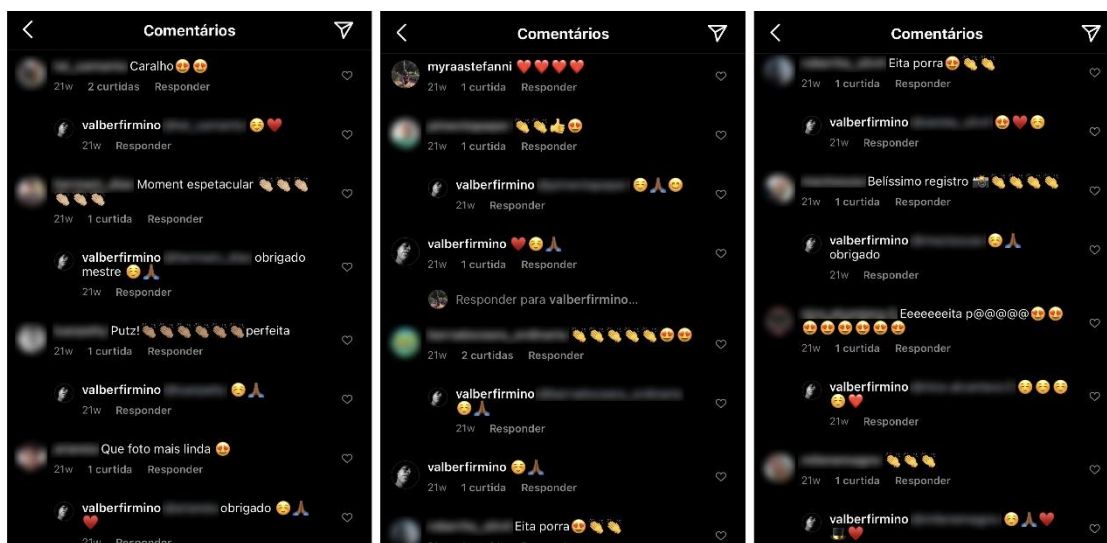 Comentários
Caralho😍😍
21w 2 curtidas Responder
valberfirmino ☺️❤️
21w Responder
Moment espetacular 👏🏼👏🏼👏🏼
👏🏼👏🏼👏🏼
21w 1 curtida Responder
valberfirmino obrigado
mestre ☺️🙏🏾
21w Responder
Putz!👏🏽👏🏽👏🏽👏🏽👏🏽👏🏽perfeita
21w 1 curtida Responder
valberfirmino ☺️🙏🏾
21w Responder
Que foto mais linda 😍
21w 1 curtida Responder
valberfirmino obrigado ☺️🙏🏾
❤️
21w Responder
Comentários
myraastefanni ❤️❤️❤️❤️
21w 1 curtida Responder
👏👏👍😍
21w 1 curtida Responder
valberfirmino ☺️🙏🏾😊
21w Responder
valberfirmino ❤️☺️🙏🏾
21w 1 curtida Responder
Responder para valberfirmino...
👏👏👏👏👏😍😍
21w 2 curtidas Responder
valberfirmino
☺️🙏🏾
21w Responder
valberfirmino ☺️🙏🏾
21w 1 curtida Responder
Eita porra😍👏👏
Comentários
Eita porra😍👏👏
21w 1 curtida Responder
valberfirmino 😍❤️☺️
21w Responder
Belíssimo registro 📸👏👏👏👏
21w 1 curtida Responder
valberfirmino ☺️🙏🏾
obrigado
21w Responder
Eeeeeeeita p@@@@@😍😍
😍😍😍😍😍😍
21w 1 curtida Responder
valberfirmino ☺️☺️☺️
☺️❤️
21w Responder
👏👏👏
21w 1 curtida Responder
valberfirmino ☺️🙏🏾❤️
🎩❤️